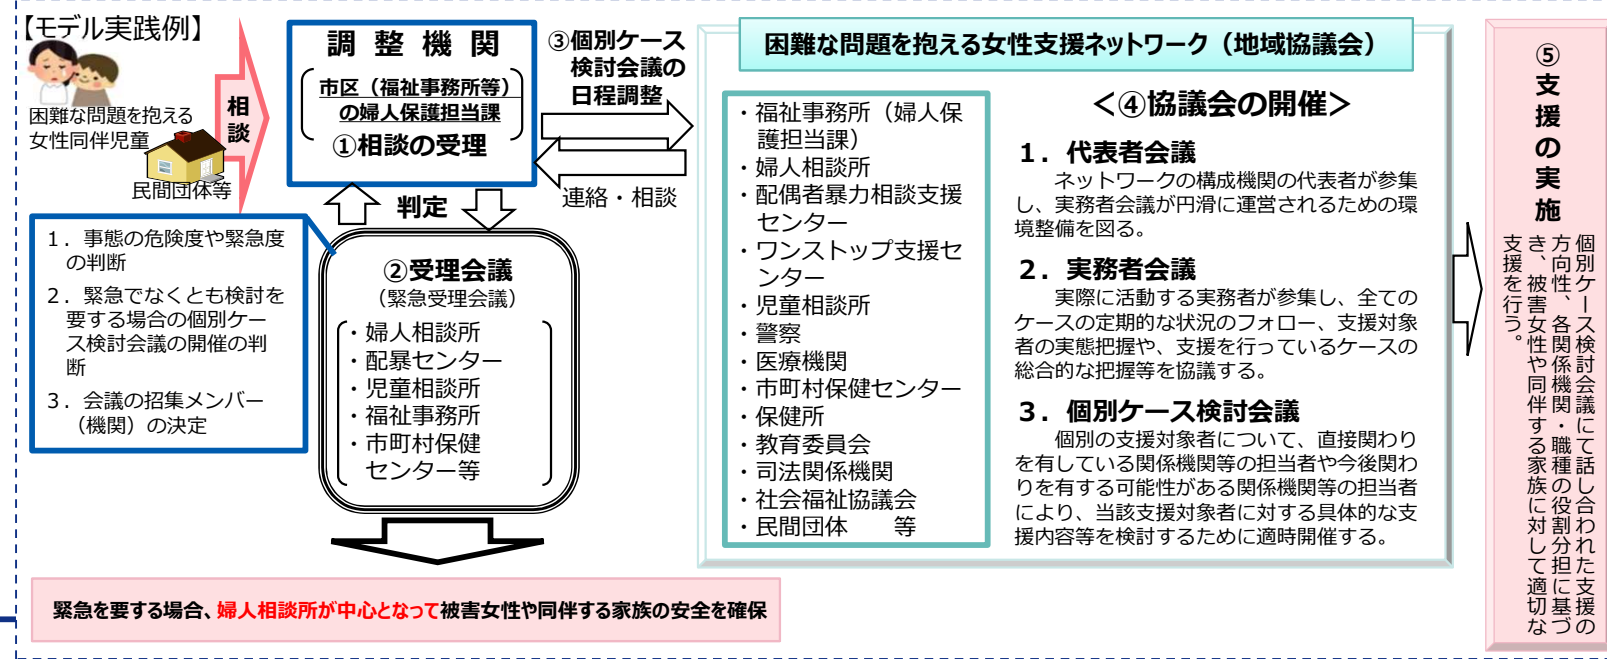 【モデル実践例】
困難な問題を抱える
女性同伴児童
民間団体等
相談
調整機関
市区（福祉事務所等）
の婦人保護担当課
①相談の受理
③個別ケース
検討会議の
日程調整
連絡・相談
判定
1．事態の危険度や緊急度
の判断
2．緊急でなくとも検討を
要する場合の個別ケー
ス検討会議の開催の判
断
3．会議の招集メンバー
（機関）の決定
②受理会議
（緊急受理会議）
・婦人相談所
・配暴センター
・児童相談所
・福祉事務所
・市町村保健
センター等
緊急を要する場合、婦人相談所が中心となって被害女性や同伴する家族の安全を確保
困難な問題を抱える女性支援ネットワーク（地域協議会）
・福祉事務所（婦人保
護担当課）
・婦人相談所
・配偶者暴力相談支援
センター
・ワンストップ支援セ
ンター
・児童相談所
・警察
・医療機関
・市町村保健センター
・保健所
・教育委員会
・司法関係機関
・社会福祉協議会
・民間団体　等
＜④協議会の開催＞
1．代表者会議
ネットワークの構成機関の代表者が参集
し、実務者会議が円滑に運営されるための環
境整備を図る。
2．実務者会議
実際に活動する実務者が参集し、全ての
ケースの定期的な状況のフォロー、支援対象
者の実態把握や、支援を行っているケースの
総合的な把握等を協議する。
3．個別ケース検討会議
個別の支援対象者について、直接関わり
を有している関係機関等の担当者や今後関わ
りを有する可能性がある関係機関等の担当者
により、当該支援対象者に対する具体的な支
援内容等を検討するために適時開催する。
⑤支援の実施
個別ケース検討会議にて話し合われた支援の
方向性、各関係機関・職種の役割分担に基づ
き、被害女性や同伴する家族に対して適切な
支援を行う。